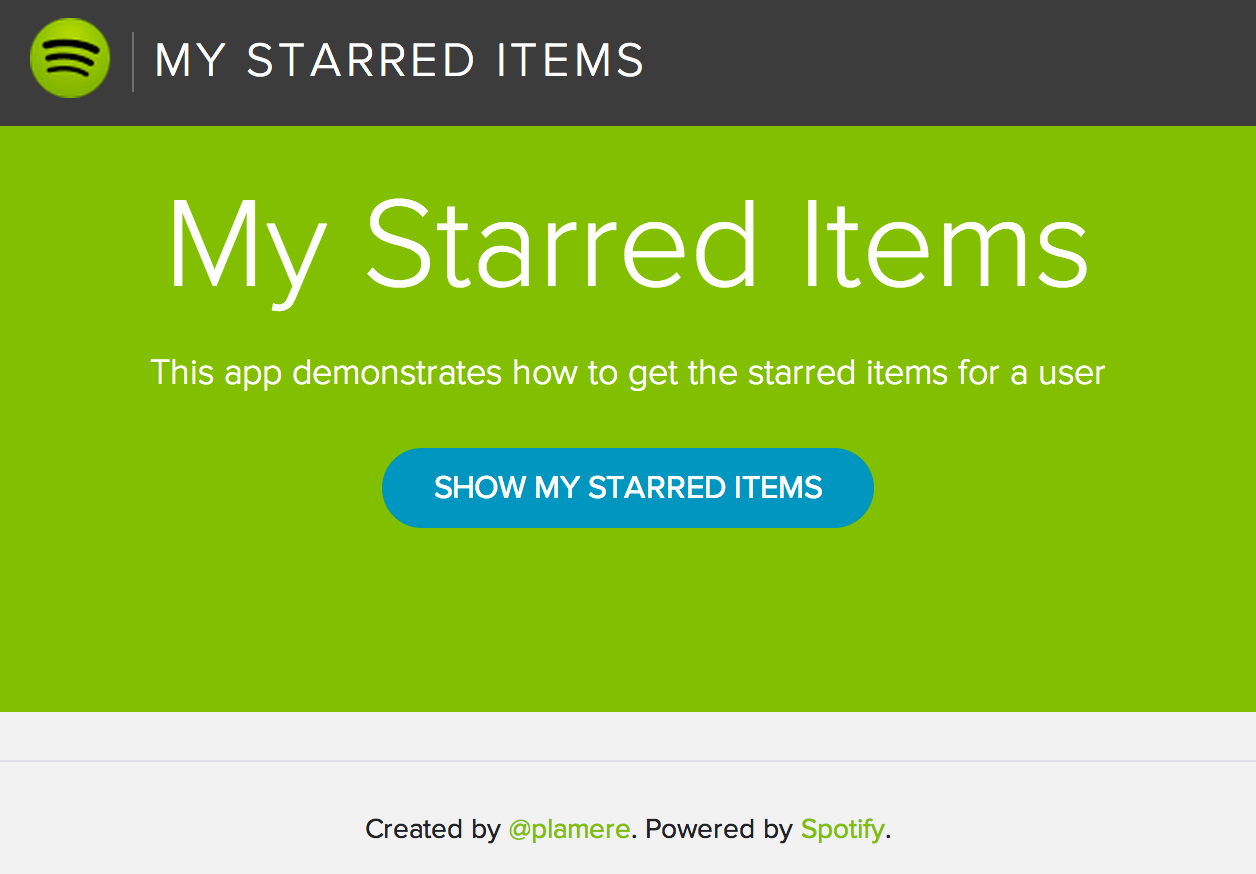 MY STARRED ITEMS
My Starred Items
This app demonstrates how to get the starred items for a user
SHOW MY STARRED ITEMS
Created by @plamere. Powered by Spotify.